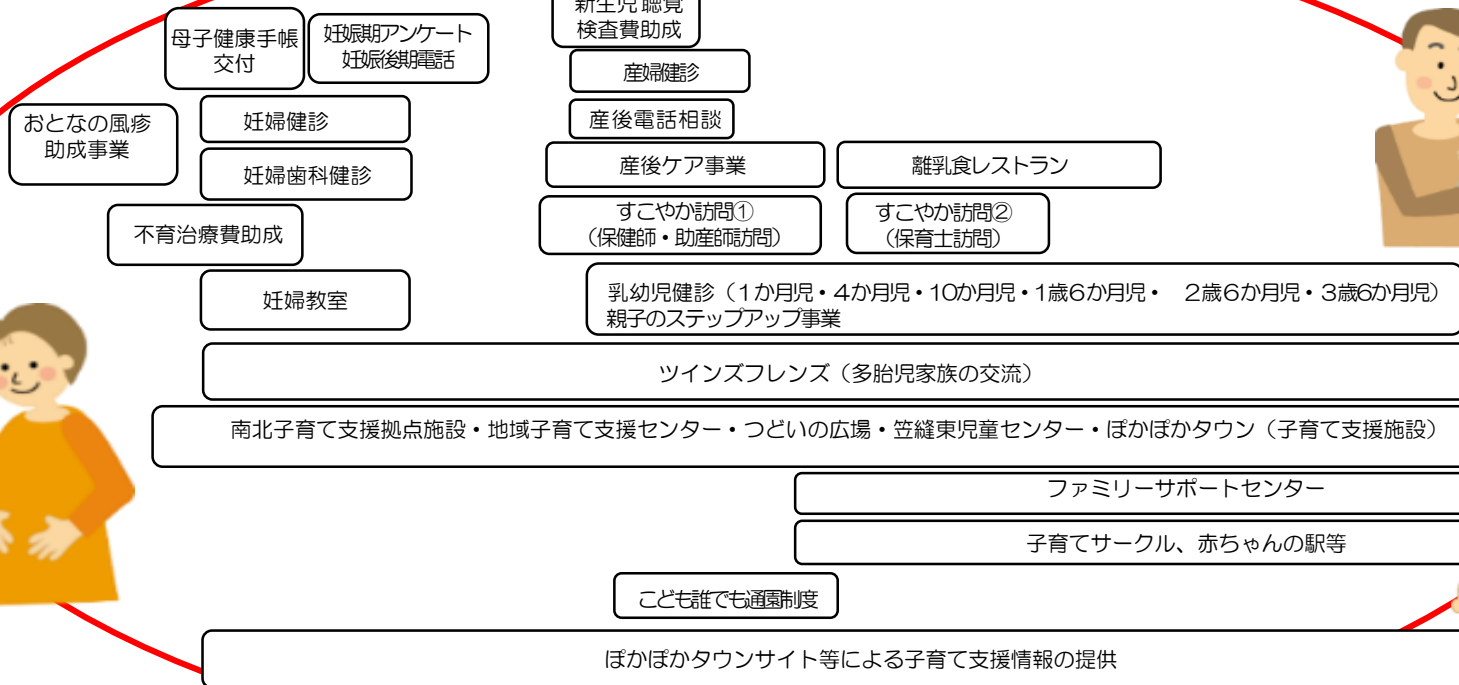 新生児 聴覚
検査費助成
母子健康手帳
交付
妊娠期アンケート
妊娠後期電話
産婦健診
おとなの風疹
助成事業
妊婦健診
産後電話相談
妊婦歯科健診
産後ケア事業
離乳食レストラン
不育治療費助成
すこやか訪問①
（保健師・助産師訪問）
すこやか訪問②
（保育士訪問）
妊婦教室
乳幼児健診（１か月児・４か月児・10か月児・１歳６か月児・　２歳６か月児・３歳６か月児）
親子のステップアップ事業
ツインズフレンズ（多胎児家族の交流）
南北子育て支援拠点施設・地域子育て支援センター・つどいの広場・笠縫東児童センター・ぽかぽかタウン（子育て支援施設）
ファミリーサポートセンター
子育てサークル、赤ちゃんの駅等
こども誰でも通園制度
ぽかぽかタウンサイト等による子育て支援情報の提供